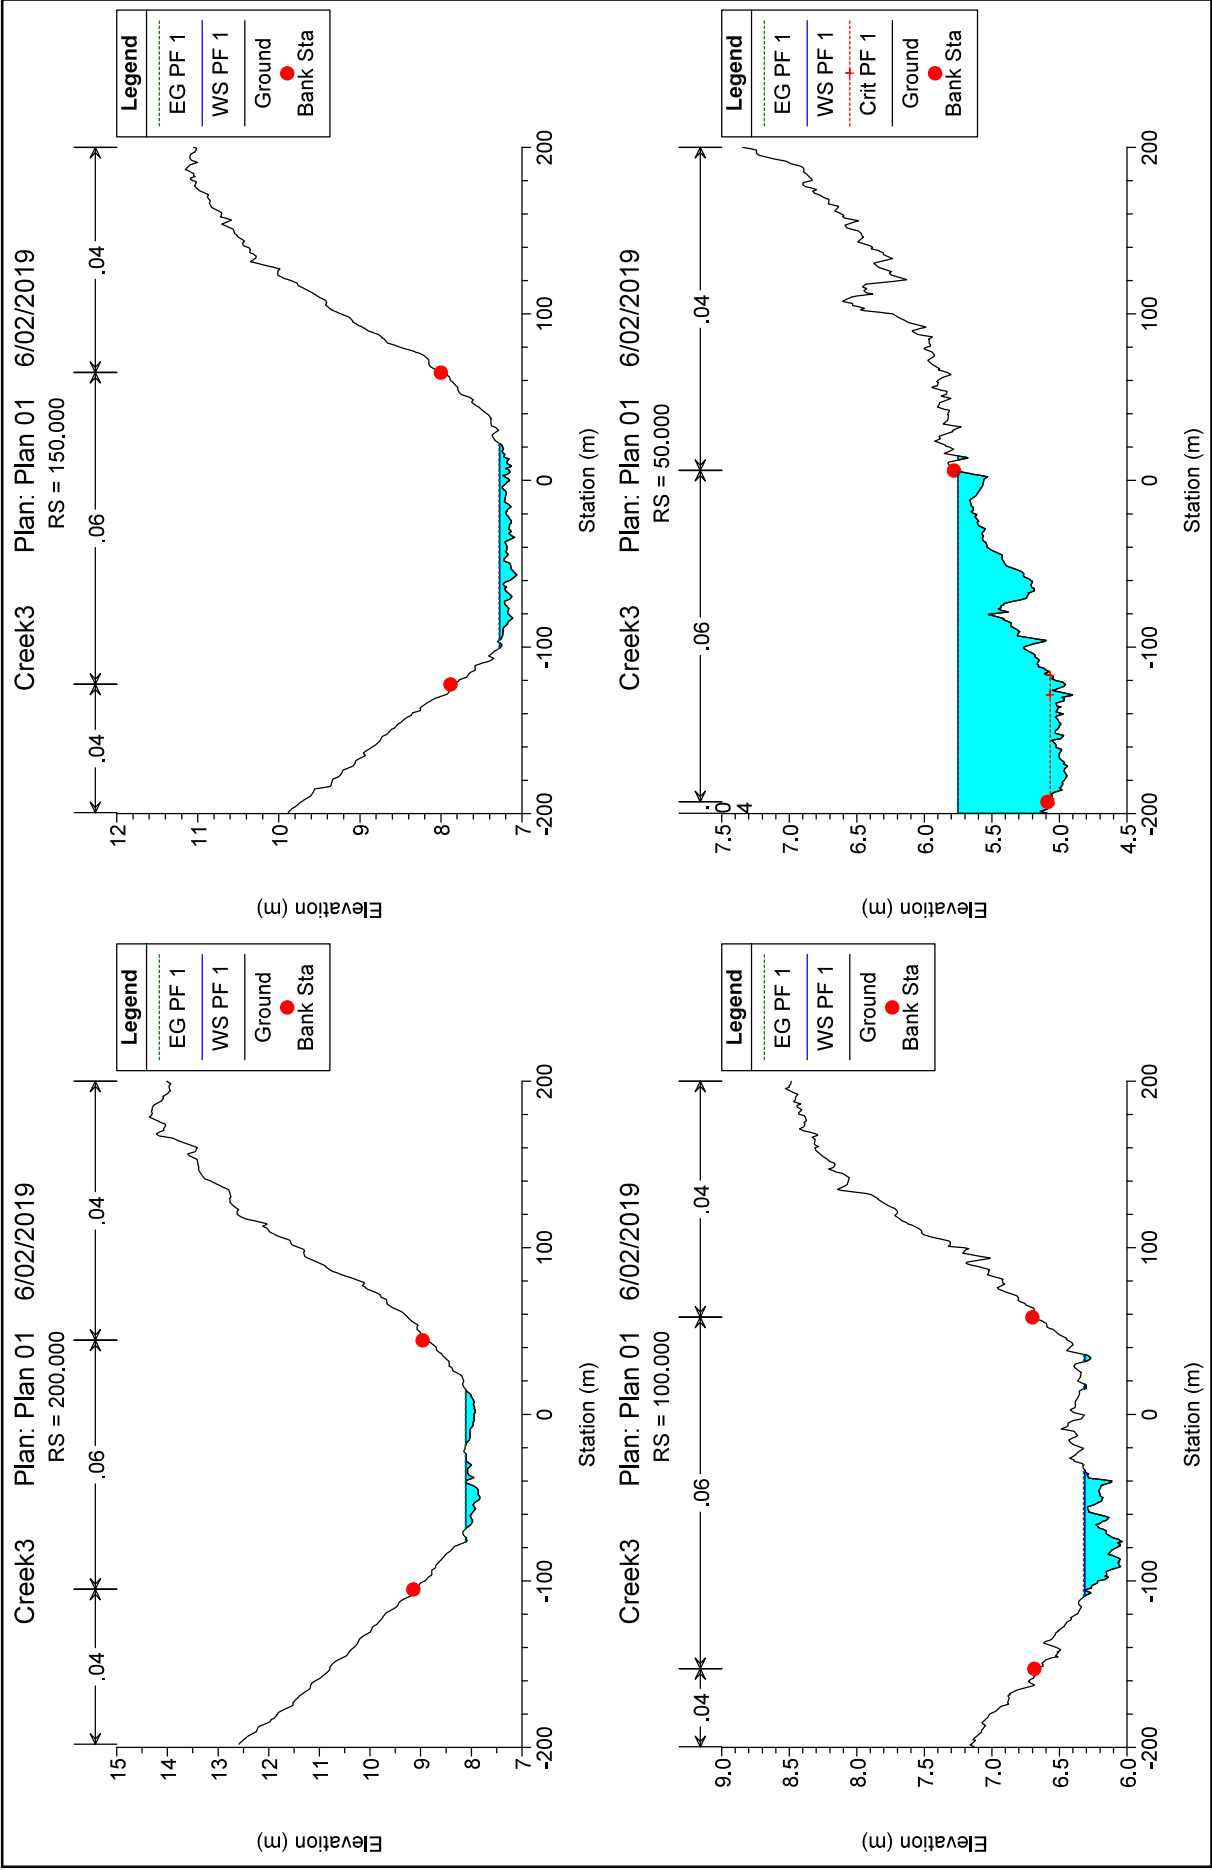 Creek3 Plan: Plan 01 6/02/2019
RS = 200.000
.04
.06
.04
15
14
13
12
11
10
9
8
7
-200
-100
0
100
200
Station (m)
Elevation (m)
Legend
EG PF 1
WS PF 1
Ground
Bank Sta
Creek3 Plan: Plan 01 6/02/2019
RS = 150.000
.04
.06
.04
12
11
10
9
8
7
-200
-100
0
100
200
Station (m)
Elevation (m)
Legend
EG PF 1
WS PF 1
Ground
Bank Sta
Creek3 Plan: Plan 01 6/02/2019
RS = 100.000
.04
.06
.04
9.0
8.5
8.0
7.5
7.0
6.5
6.0
-200
-100
0
100
200
Station (m)
Elevation (m)
Legend
EG PF 1
WS PF 1
Ground
Bank Sta
Creek3 Plan: Plan 01 6/02/2019
RS = 50.000
.0
4
.06
.04
7.5
7.0
6.5
6.0
5.5
5.0
4.5
-200
-100
0
100
200
Station (m)
Elevation (m)
Legend
EG PF 1
WS PF 1
Crit PF 1
Ground
Bank Sta